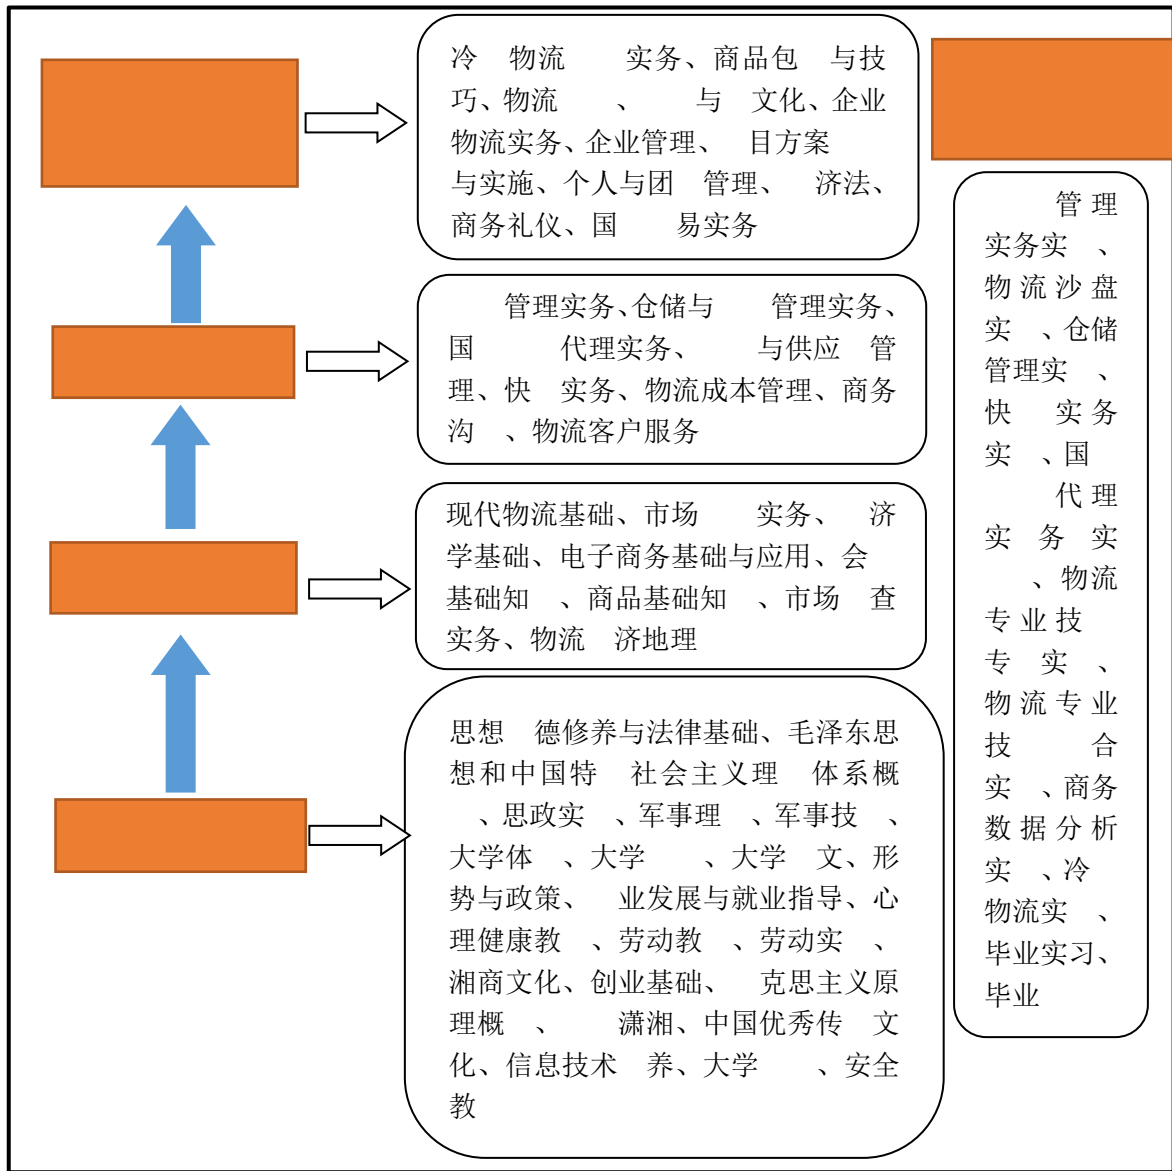 冷 物流 实务、商品包 与技
巧、物流 、 与 文化、企业
物流实务、企业管理、 目方案
与实施、个人与团 管理、 济法、
商务礼仪、国 易实务
管理实务、仓储与 管理实务、
国 代理实务、 与供应 管
理、快 实务、物流成本管理、商务
沟 、物流客户服务
现代物流基础、市场 实务、 济
学基础、电子商务基础与应用、会
基础知 、商品基础知 、市场 查
实务、物流 济地理
思想 德修养与法律基础、毛泽东思
想和中国特 社会主义理 体系概
、思政实 、军事理 、军事技 、
大学体 、大学 、大学 文、形
势与政策、 业发展与就业指导、心
理健康教 、劳动教 、劳动实 、
湘商文化、创业基础、 克思主义原
理概 、 潇湘、中国优秀传 文
化、信息技术 养、大学 、安全
教
管理
实务实 、
物流沙盘
实 、仓储
管理实 、
快 实务
实 、国
代理
实务实
、物流
专业技
专 实 、
物流专业
技 合
实 、商务
数据分析
实 、冷
物流实 、
毕业实习、
毕业